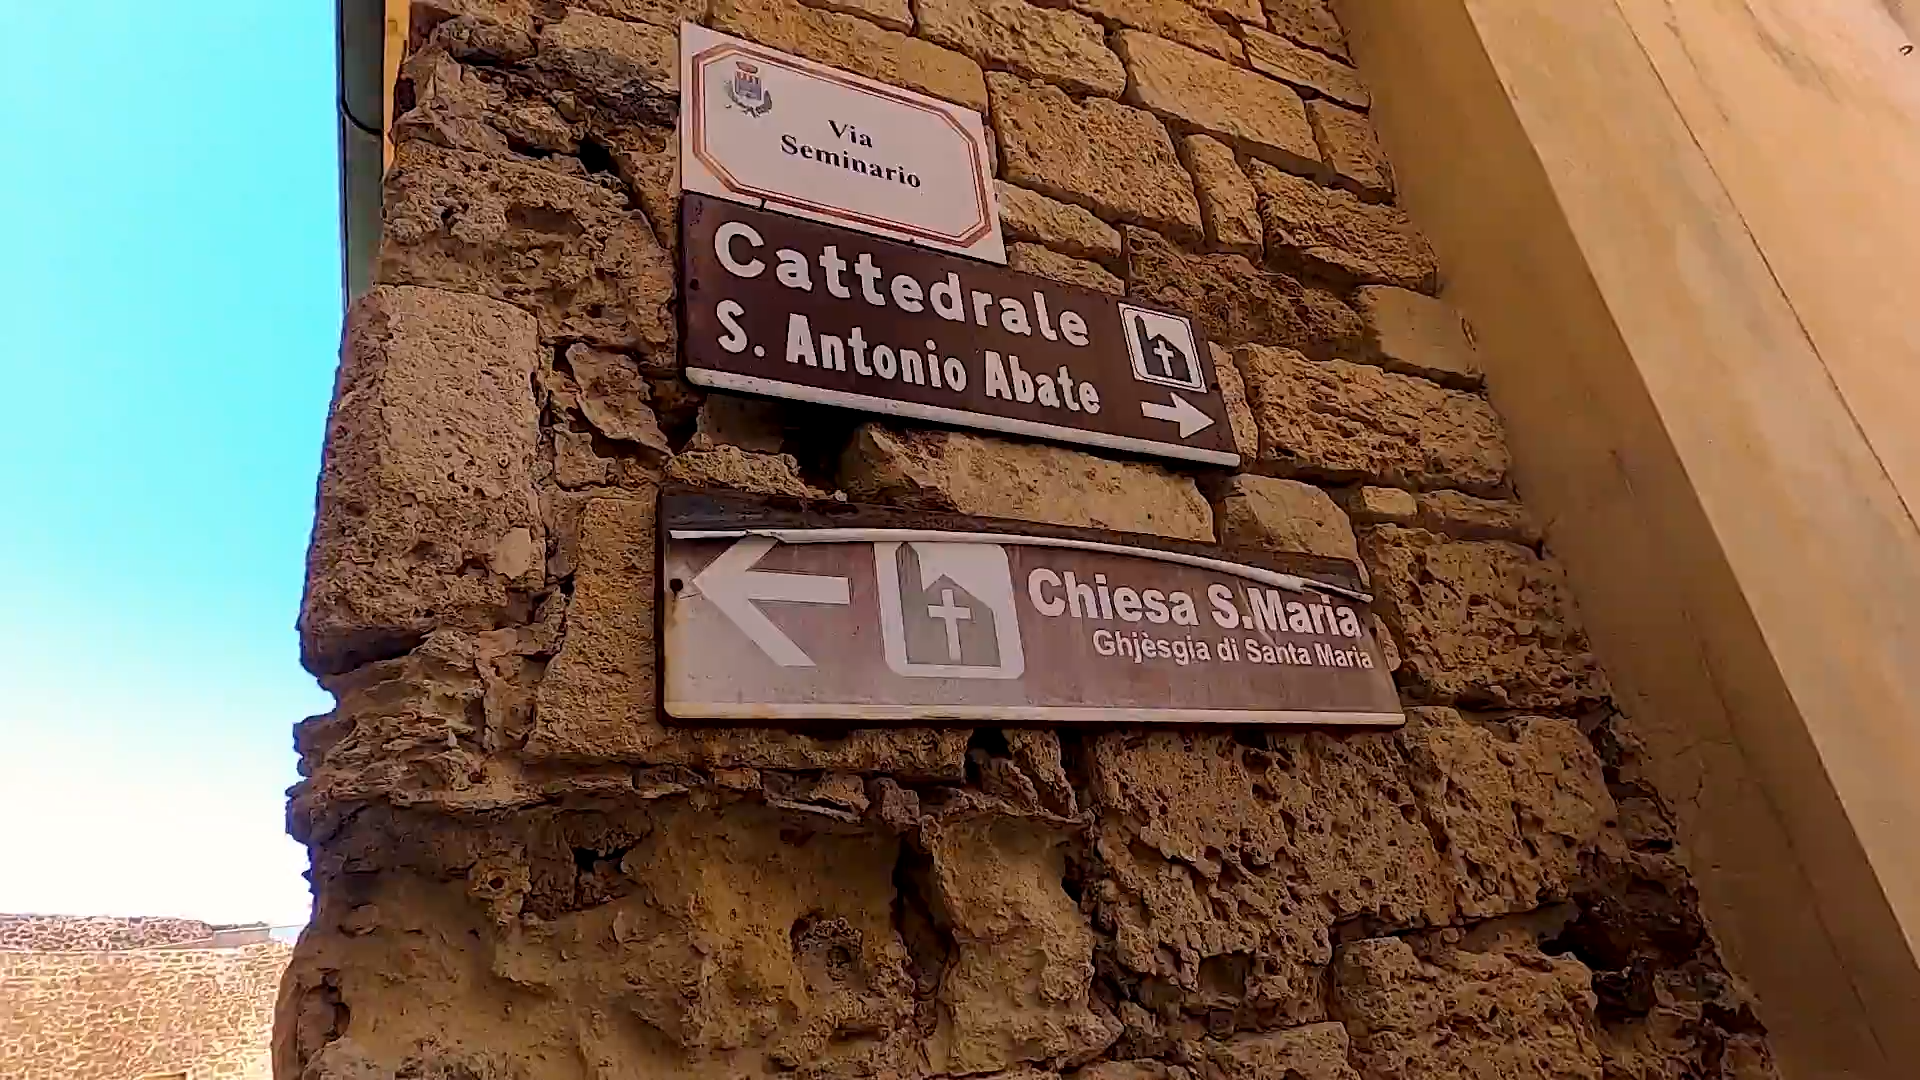 Via
Seminario
Cattedrale
S. Antonio Abate
Chiesa S.Maria
Ghjèsgia di Santa Maria